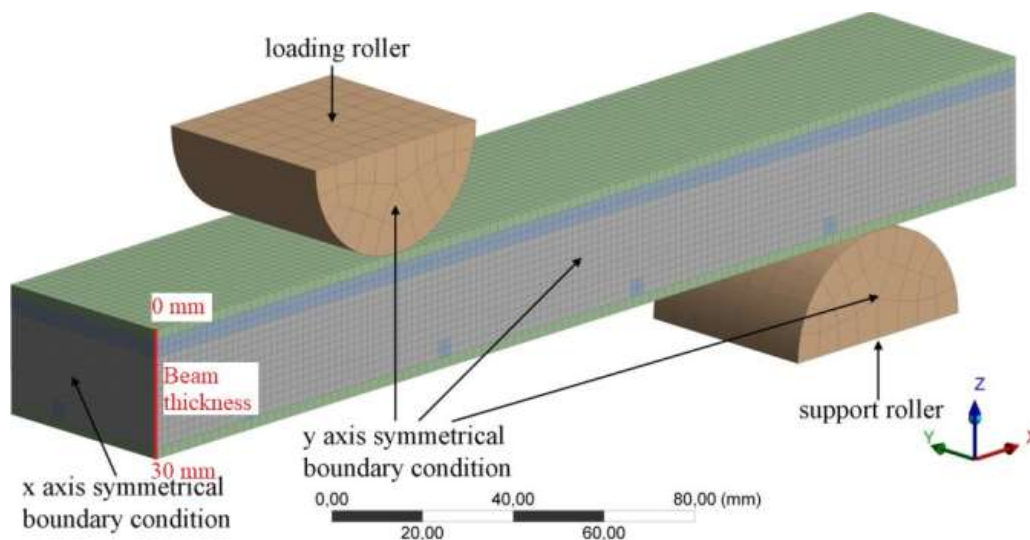 loading roller
0 mm
Beam
thickness
30 mm
x axis symmetrical
boundary condition
y axis symmetrical
boundary condition
support roller
Z
Y
X
0,00
40,00
80,00 (mm)
20,00
60,00